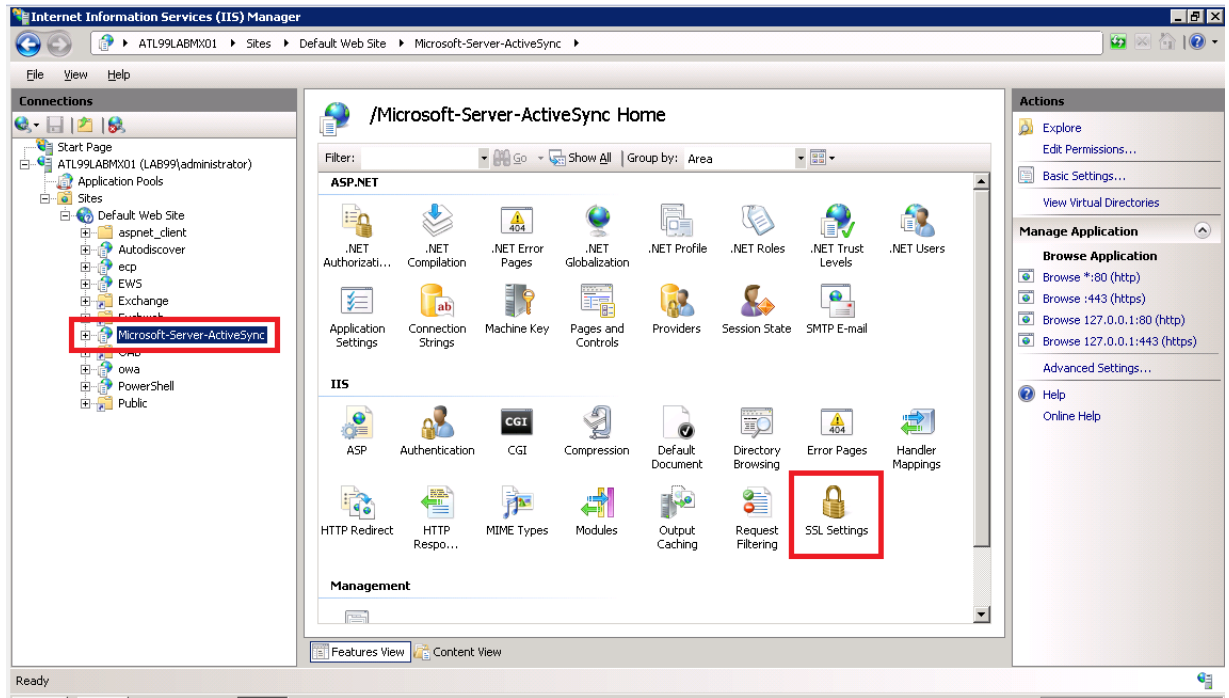 Internet Information Services (IIS) Manager
ATL99LABMX01 Sites Default Web Site Microsoft-Server-ActiveSync
File View Help
Connections
Start Page
ATL99LABMX01 (LAB99\administrator)
Application Pools
Sites
Default Web Site
aspnet_client
Autodiscover
ecp
EWS
Exchange
Microsoft-Server-ActiveSync
OAB
owa
PowerShell
Public
/Microsoft-Server-ActiveSync Home
Filter: Go Show All Group by: Area
ASP.NET
.NET Authorizati...
.NET Compilation
404
.NET Error Pages
.NET Globalization
.NET Profile
.NET Roles
.NET Trust Levels
.NET Users
Application Settings
ab
Connection Strings
Machine Key
Pages and Controls
Providers
Session State
SMTP E-mail
IIS
ASP
Authentication
CGI
CGI
Compression
Default Document
Directory Browsing
404
Error Pages
Handler Mappings
HTTP Redirect
HTTP Respo...
MIME Types
Modules
Output Caching
Request Filtering
SSL Settings
Management
Features View Content View
Actions
Explore
Edit Permissions...
Basic Settings...
View Virtual Directories
Manage Application
Browse Application
Browse *:80 (http)
Browse :443 (https)
Browse 127.0.0.1:80 (http)
Browse 127.0.0.1:443 (https)
Advanced Settings...
Help
Online Help
Ready